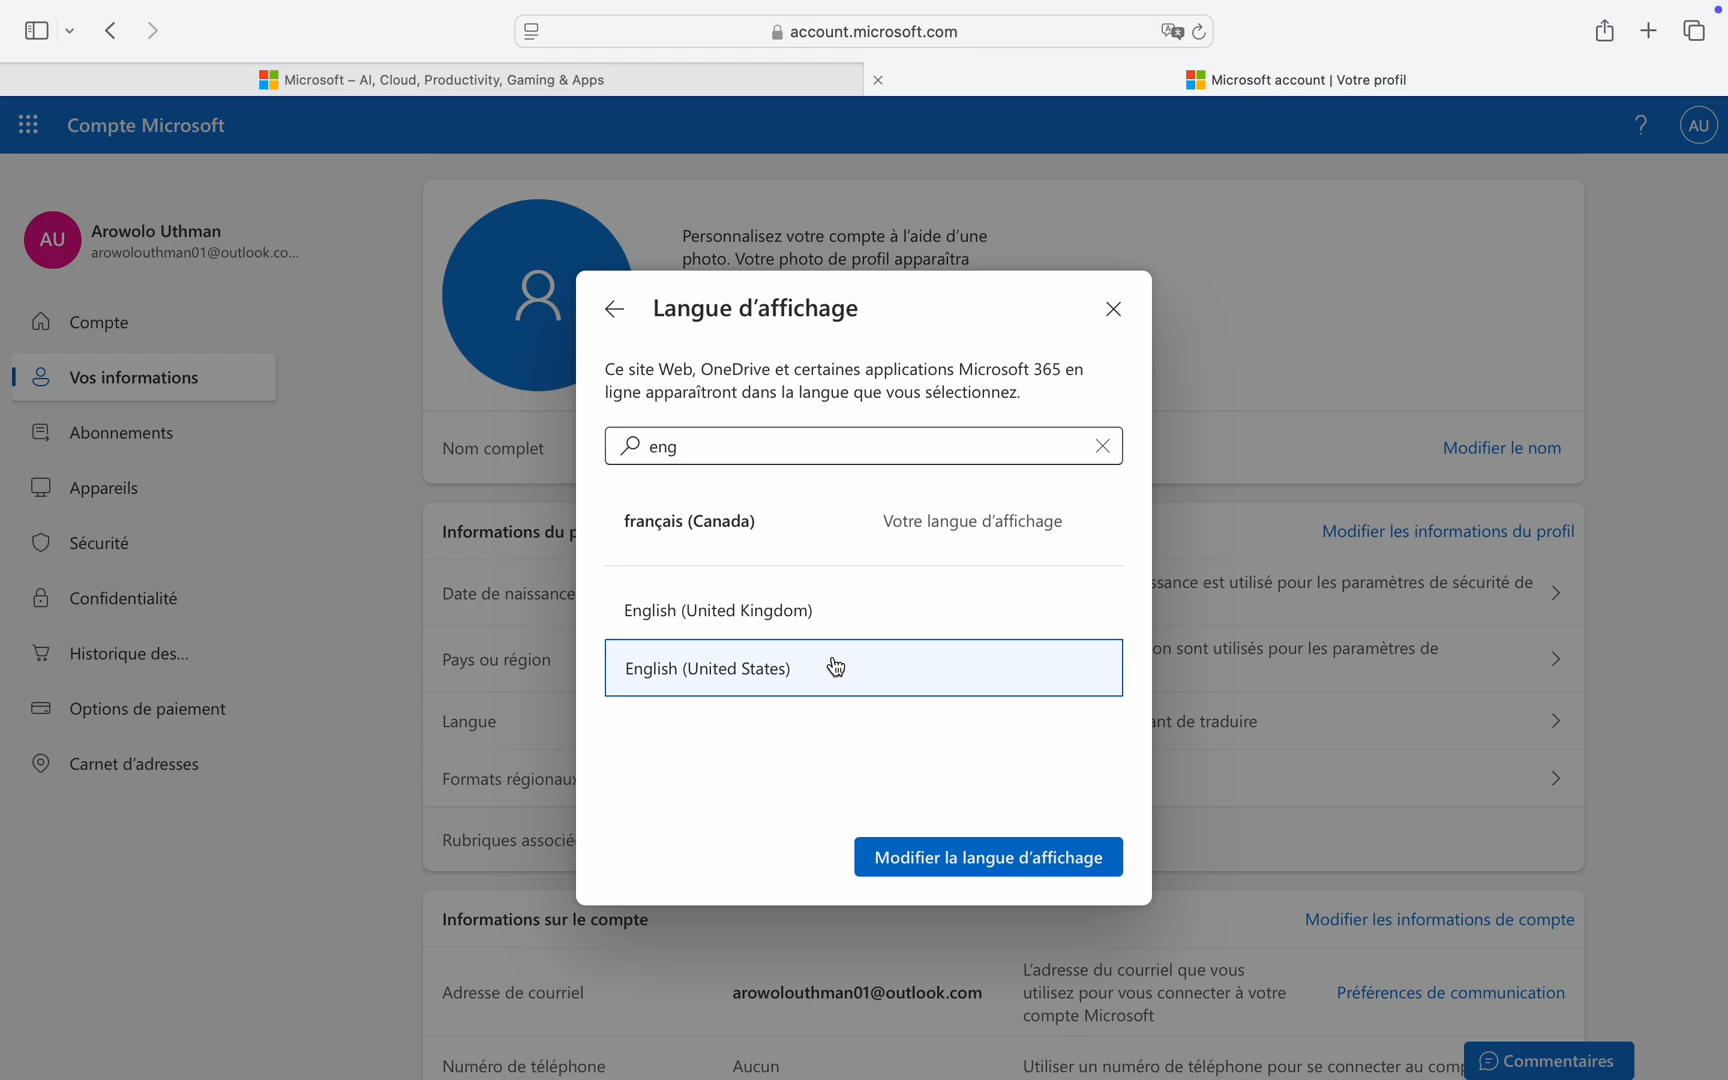 account.microsoft.com
Microsoft – AI, Cloud, Productivity, Gaming & Apps
Microsoft account | Votre profil
Compte Microsoft
?
AU
AU
Arowolo Uthman
arowolouthman01@outlook.co...
Compte
Vos informations
Abonnements
Appareils
Sécurité
Confidentialité
Historique des...
Options de paiement
Carnet d'adresses
Personnalisez votre compte à l'aide d'une
photo. Votre photo de profil apparaîtra
Nom complet
Modifier le nom
Langue d'affichage
Ce site Web, OneDrive et certaines applications Microsoft 365 en
ligne apparaîtront dans la langue que vous sélectionnez.
eng
français (Canada)
Votre langue d'affichage
English (United Kingdom)
English (United States)
Modifier la langue d'affichage
Informations du p
Modifier les informations du profil
Date de naissance
ssance est utilisé pour les paramètres de sécurité de
Pays ou région
on sont utilisés pour les paramètres de
Langue
ant de traduire
Formats régionaux
Rubriques associé
Informations sur le compte
Modifier les informations de compte
Adresse de courriel
arowolouthman01@outlook.com
L'adresse du courriel que vous
utilisez pour vous connecter à votre
compte Microsoft
Préférences de communication
Numéro de téléphone
Aucun
Utiliser un numéro de téléphone pour se connecter au comp
Commentaires